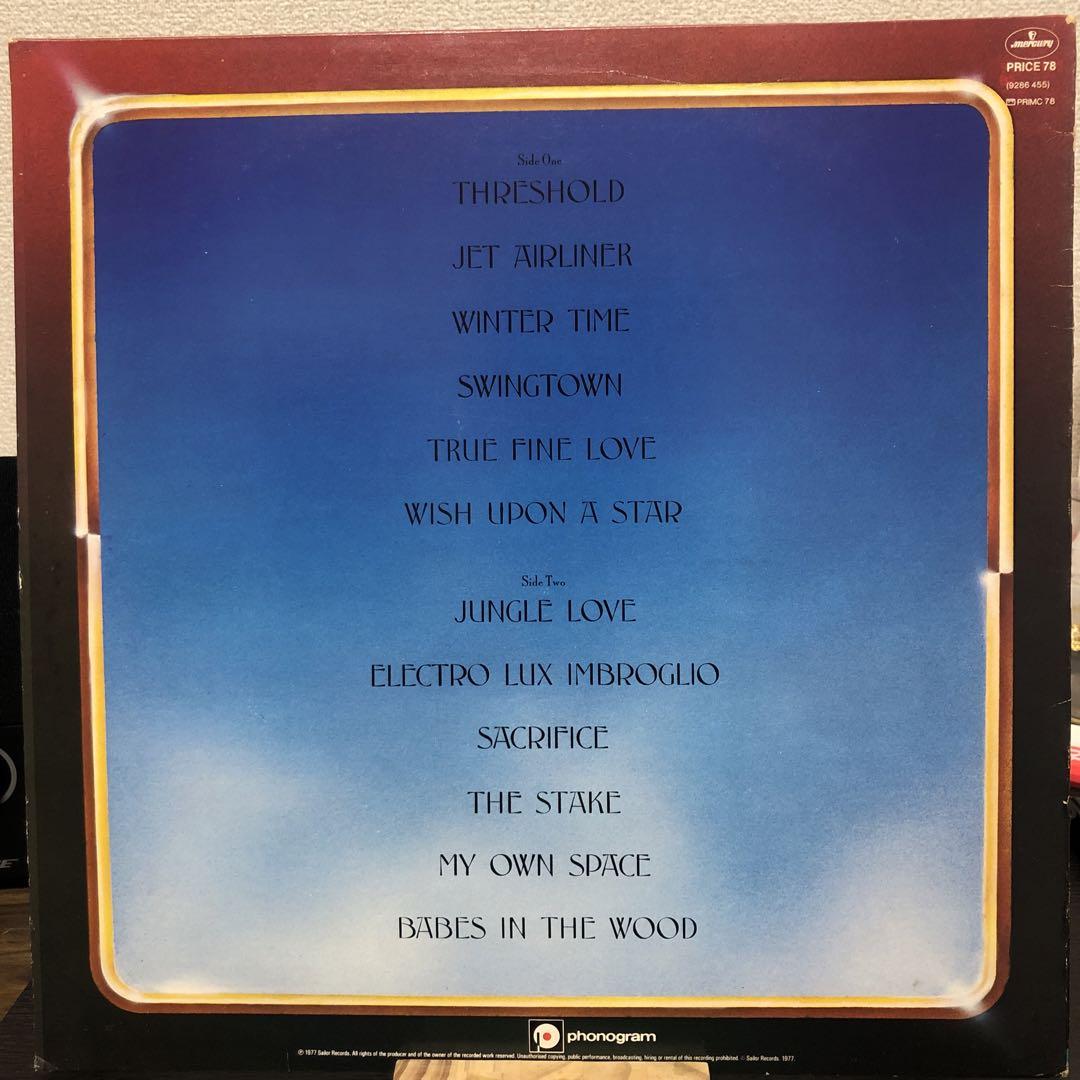 mercury
PRICE 78
(9286 455)
PRIMC 78
Side One
THRESHOLD
JET AIRLINER
WINTER TIME
SWINGTOWN
TRUE FINE LOVE
WISH UPON A STAR
Side Two
JUNGLE LOVE
ELECTRO LUX IMBROGLIO
SACRIFICE
THE STAKE
MY OWN SPACE
BABES IN THE WOOD
phonogram
℗ 1977 Sailor Records. All rights of the producer and of the owner of the recorded work reserved. Unauthorised copying, public performance, broadcasting, hiring or rental of this recording prohibited. © Sailor Records. 1977.